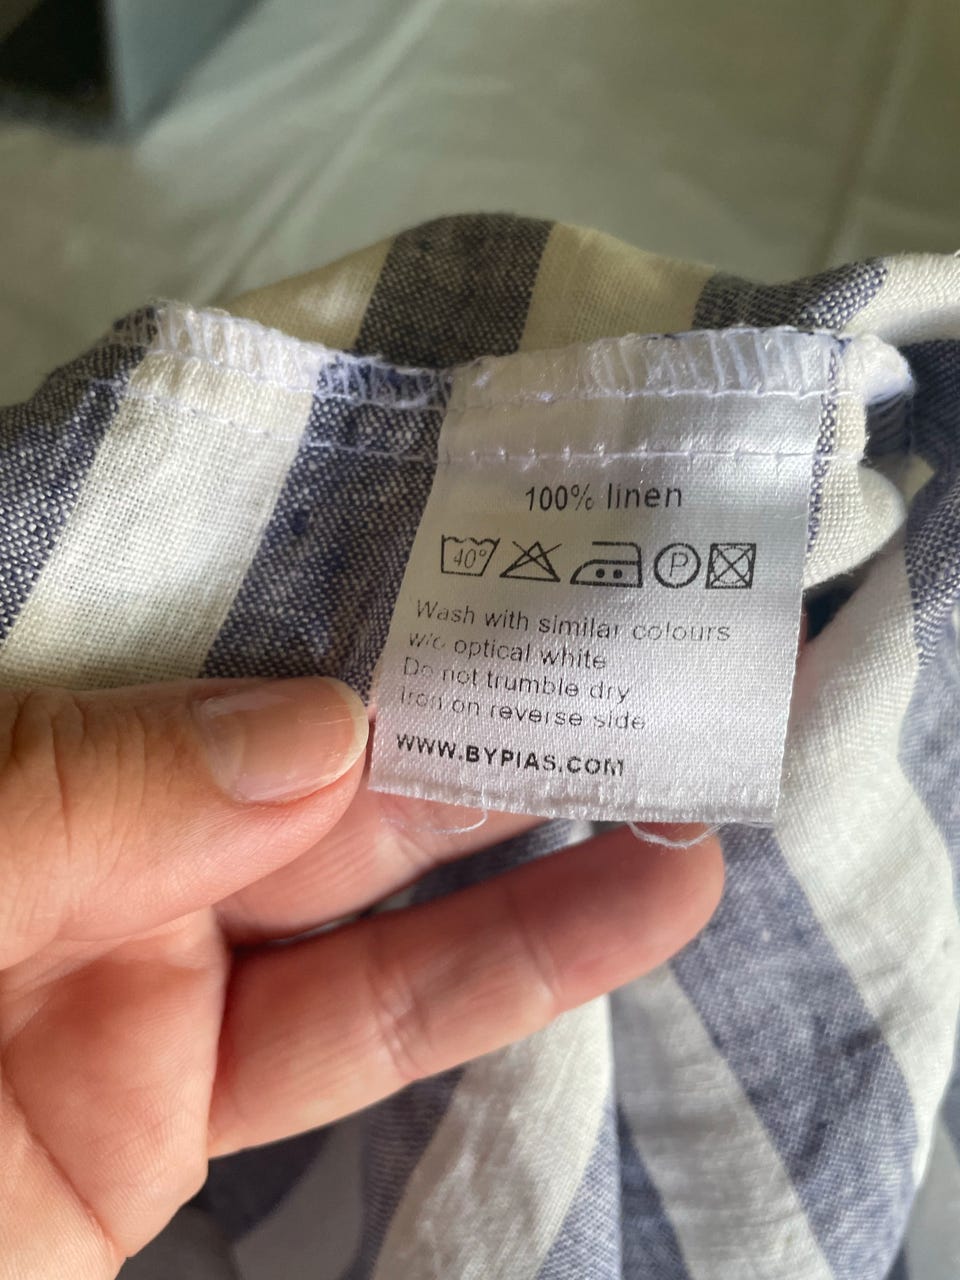 100% linen
40° P
Wash with similar colours
w/o optical white
Do not trumble dry
Iron on reverse side
WWW.BYPIAS.COM